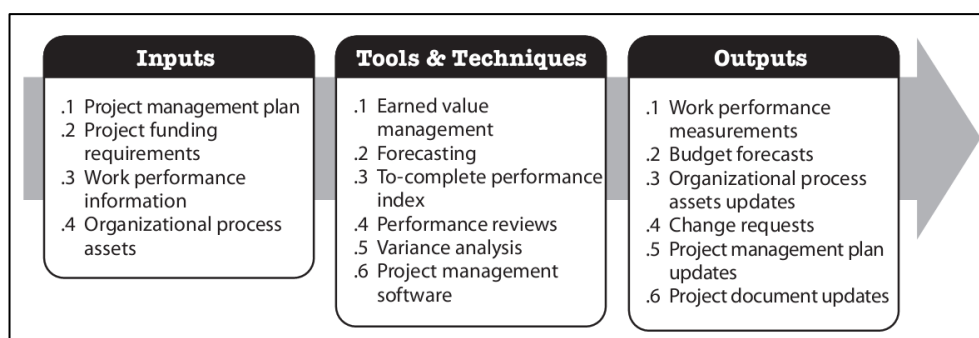 Inputs
.1 Project management plan
.2 Project funding
requirements
.3 Work performance
information
.4 Organizational process
assets
Tools & Techniques
.1 Earned value
management
.2 Forecasting
.3 To-complete performance
index
.4 Performance reviews
.5 Variance analysis
.6 Project management
software
Outputs
.1 Work performance
measurements
.2 Budget forecasts
.3 Organizational process
assets updates
.4 Change requests
.5 Project management plan
updates
.6 Project document updates